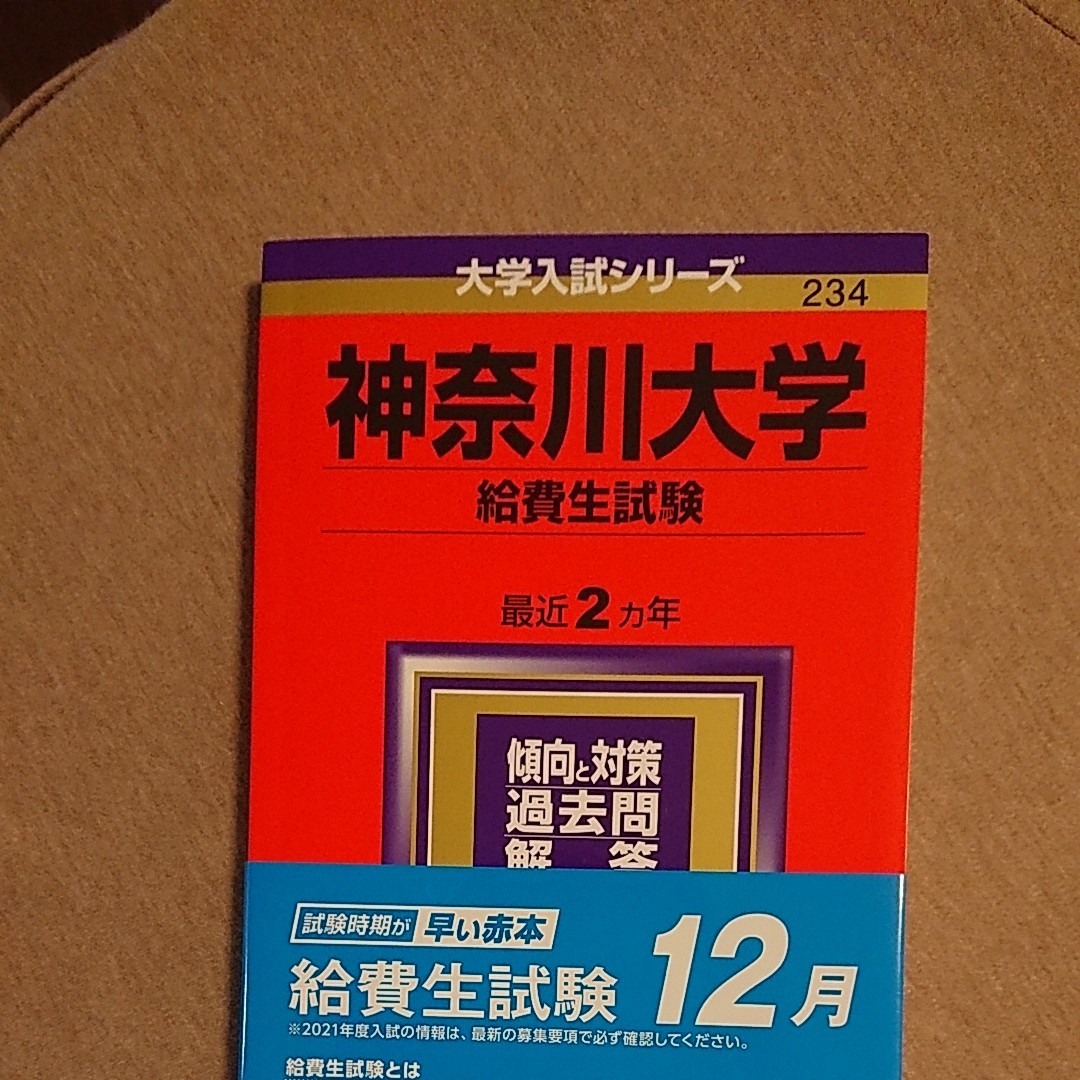 大学入試シリーズ
234
神奈川大学
給費生試験
最近2ヵ年
傾向と対策
過去問
解答
試験時期が早い赤本
給費生試験 12月
※2021年度入試の情報は、最新の募集要項で必ず確認してください。
給費生試験とは